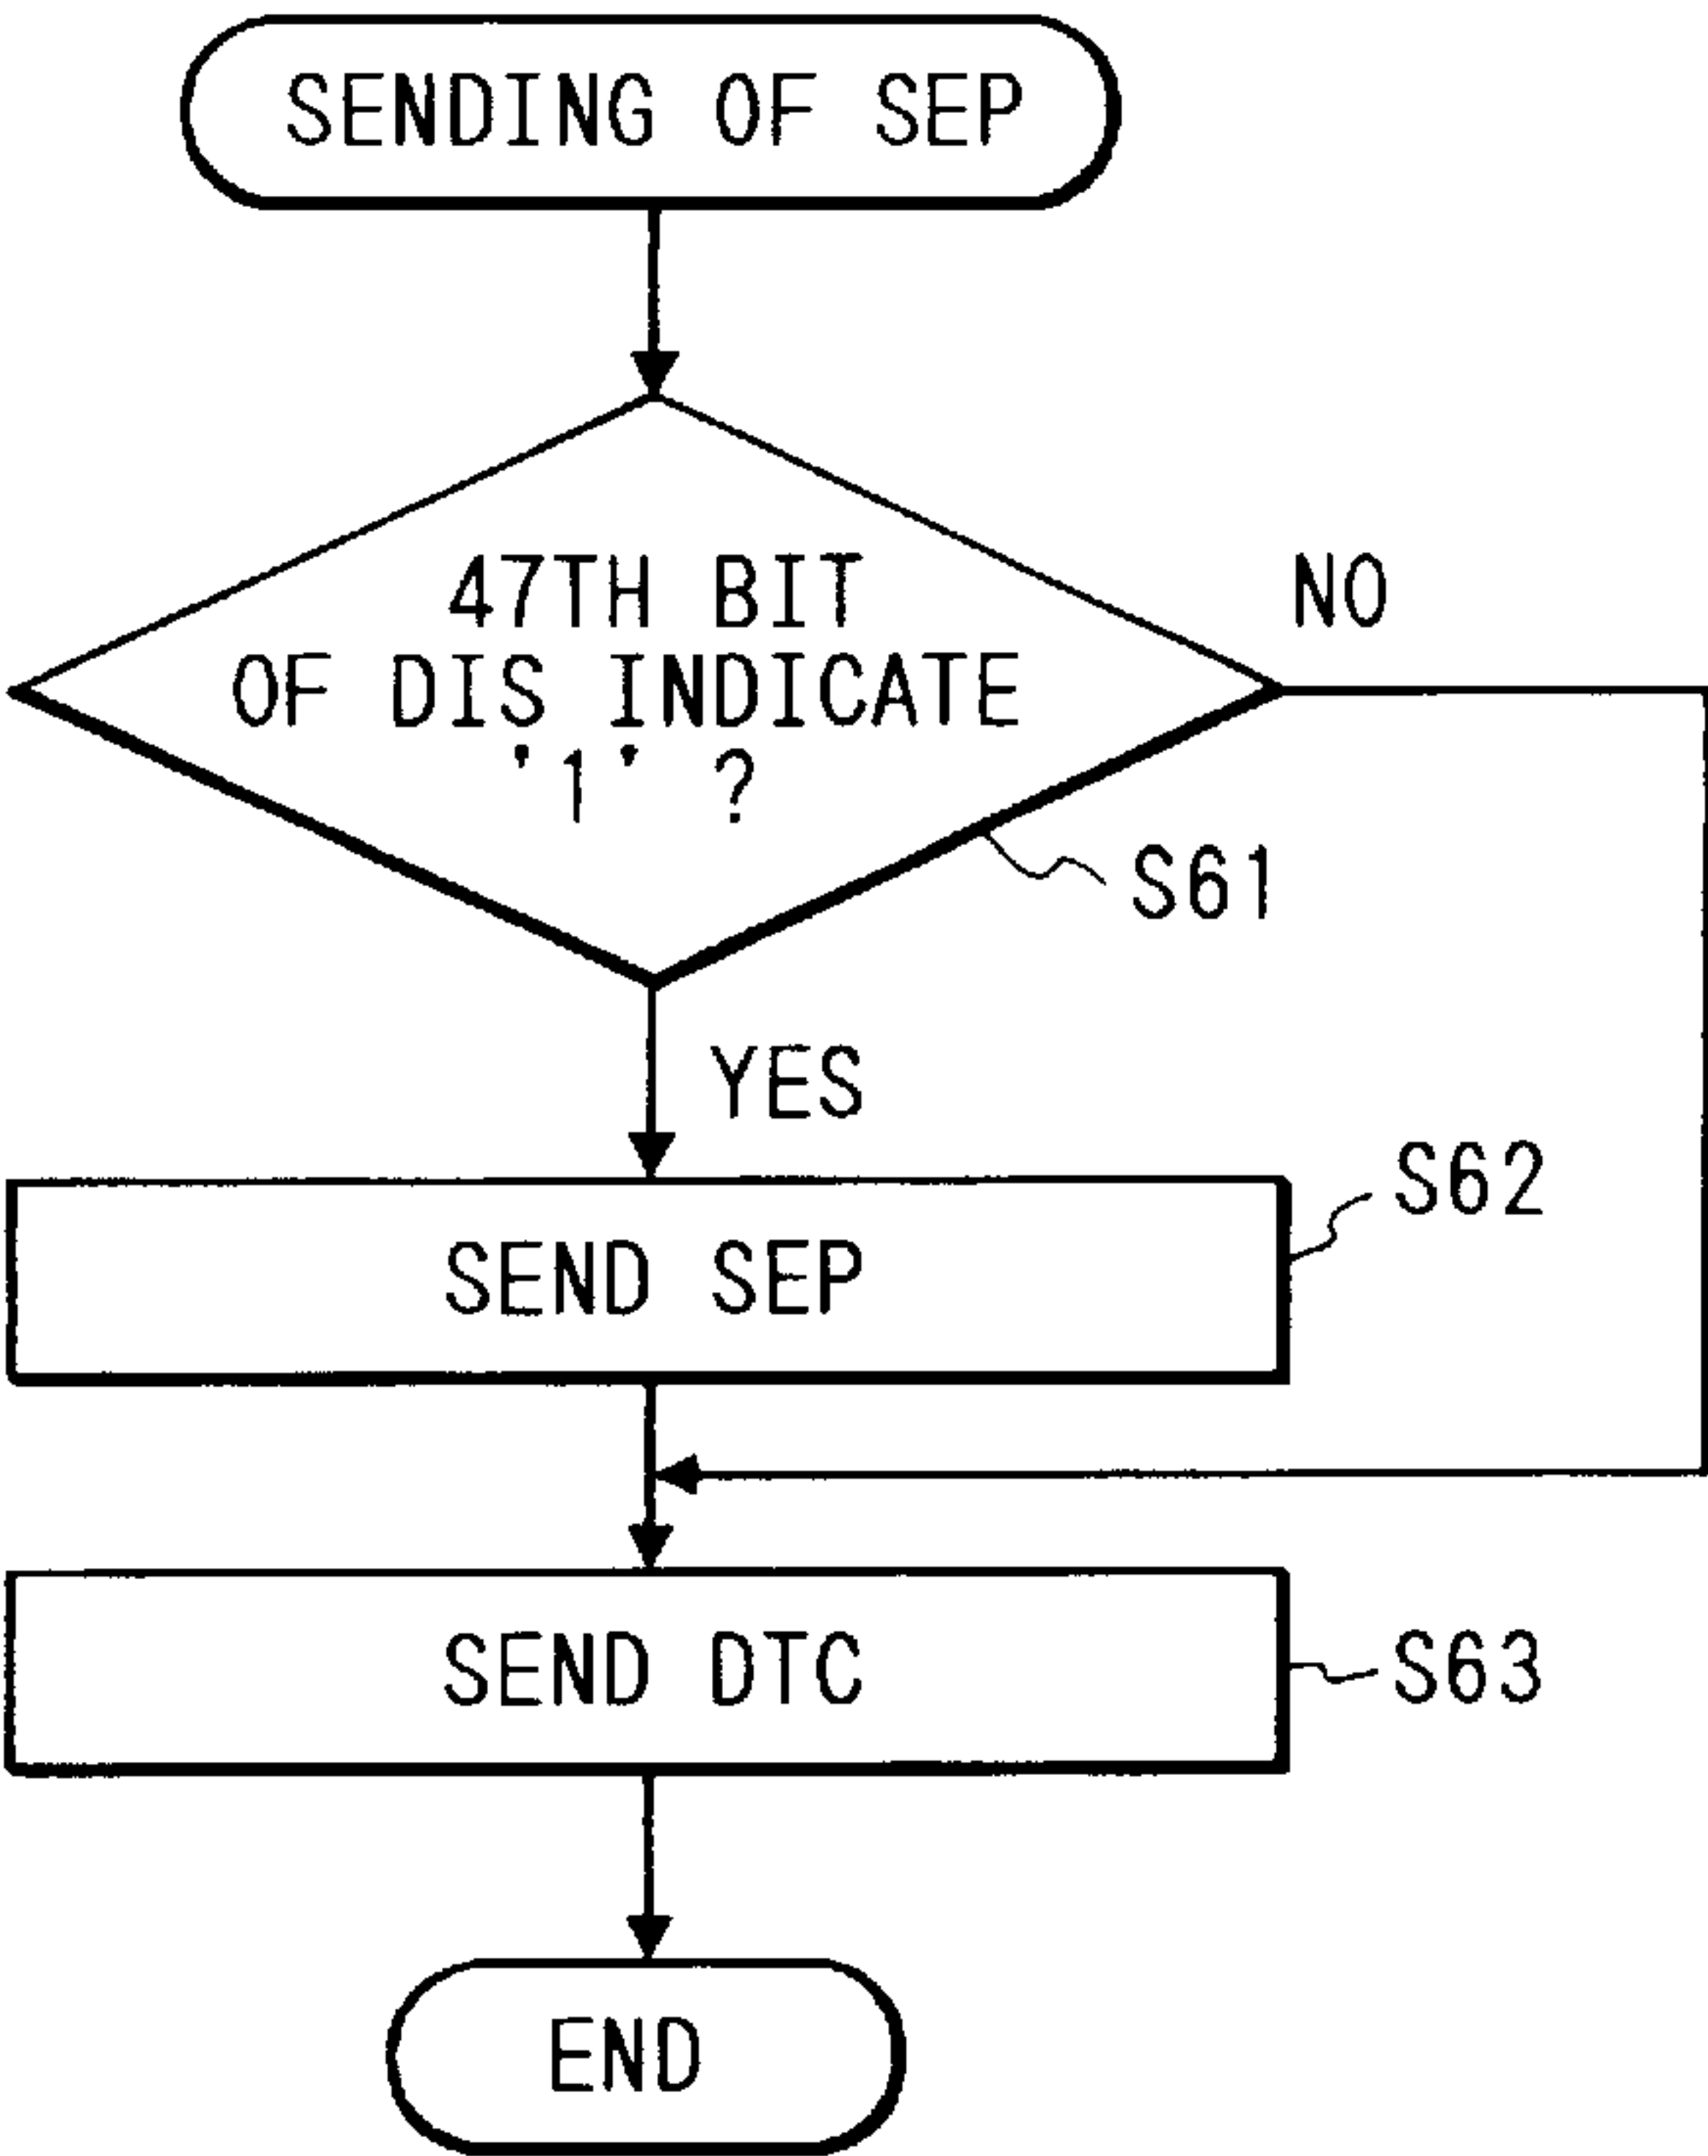 SENDING OF SEP
47TH BIT
OF DIS INDICATE
'1' ?
NO
S61
YES
S62
SEND SEP
SEND DTC
S63
END